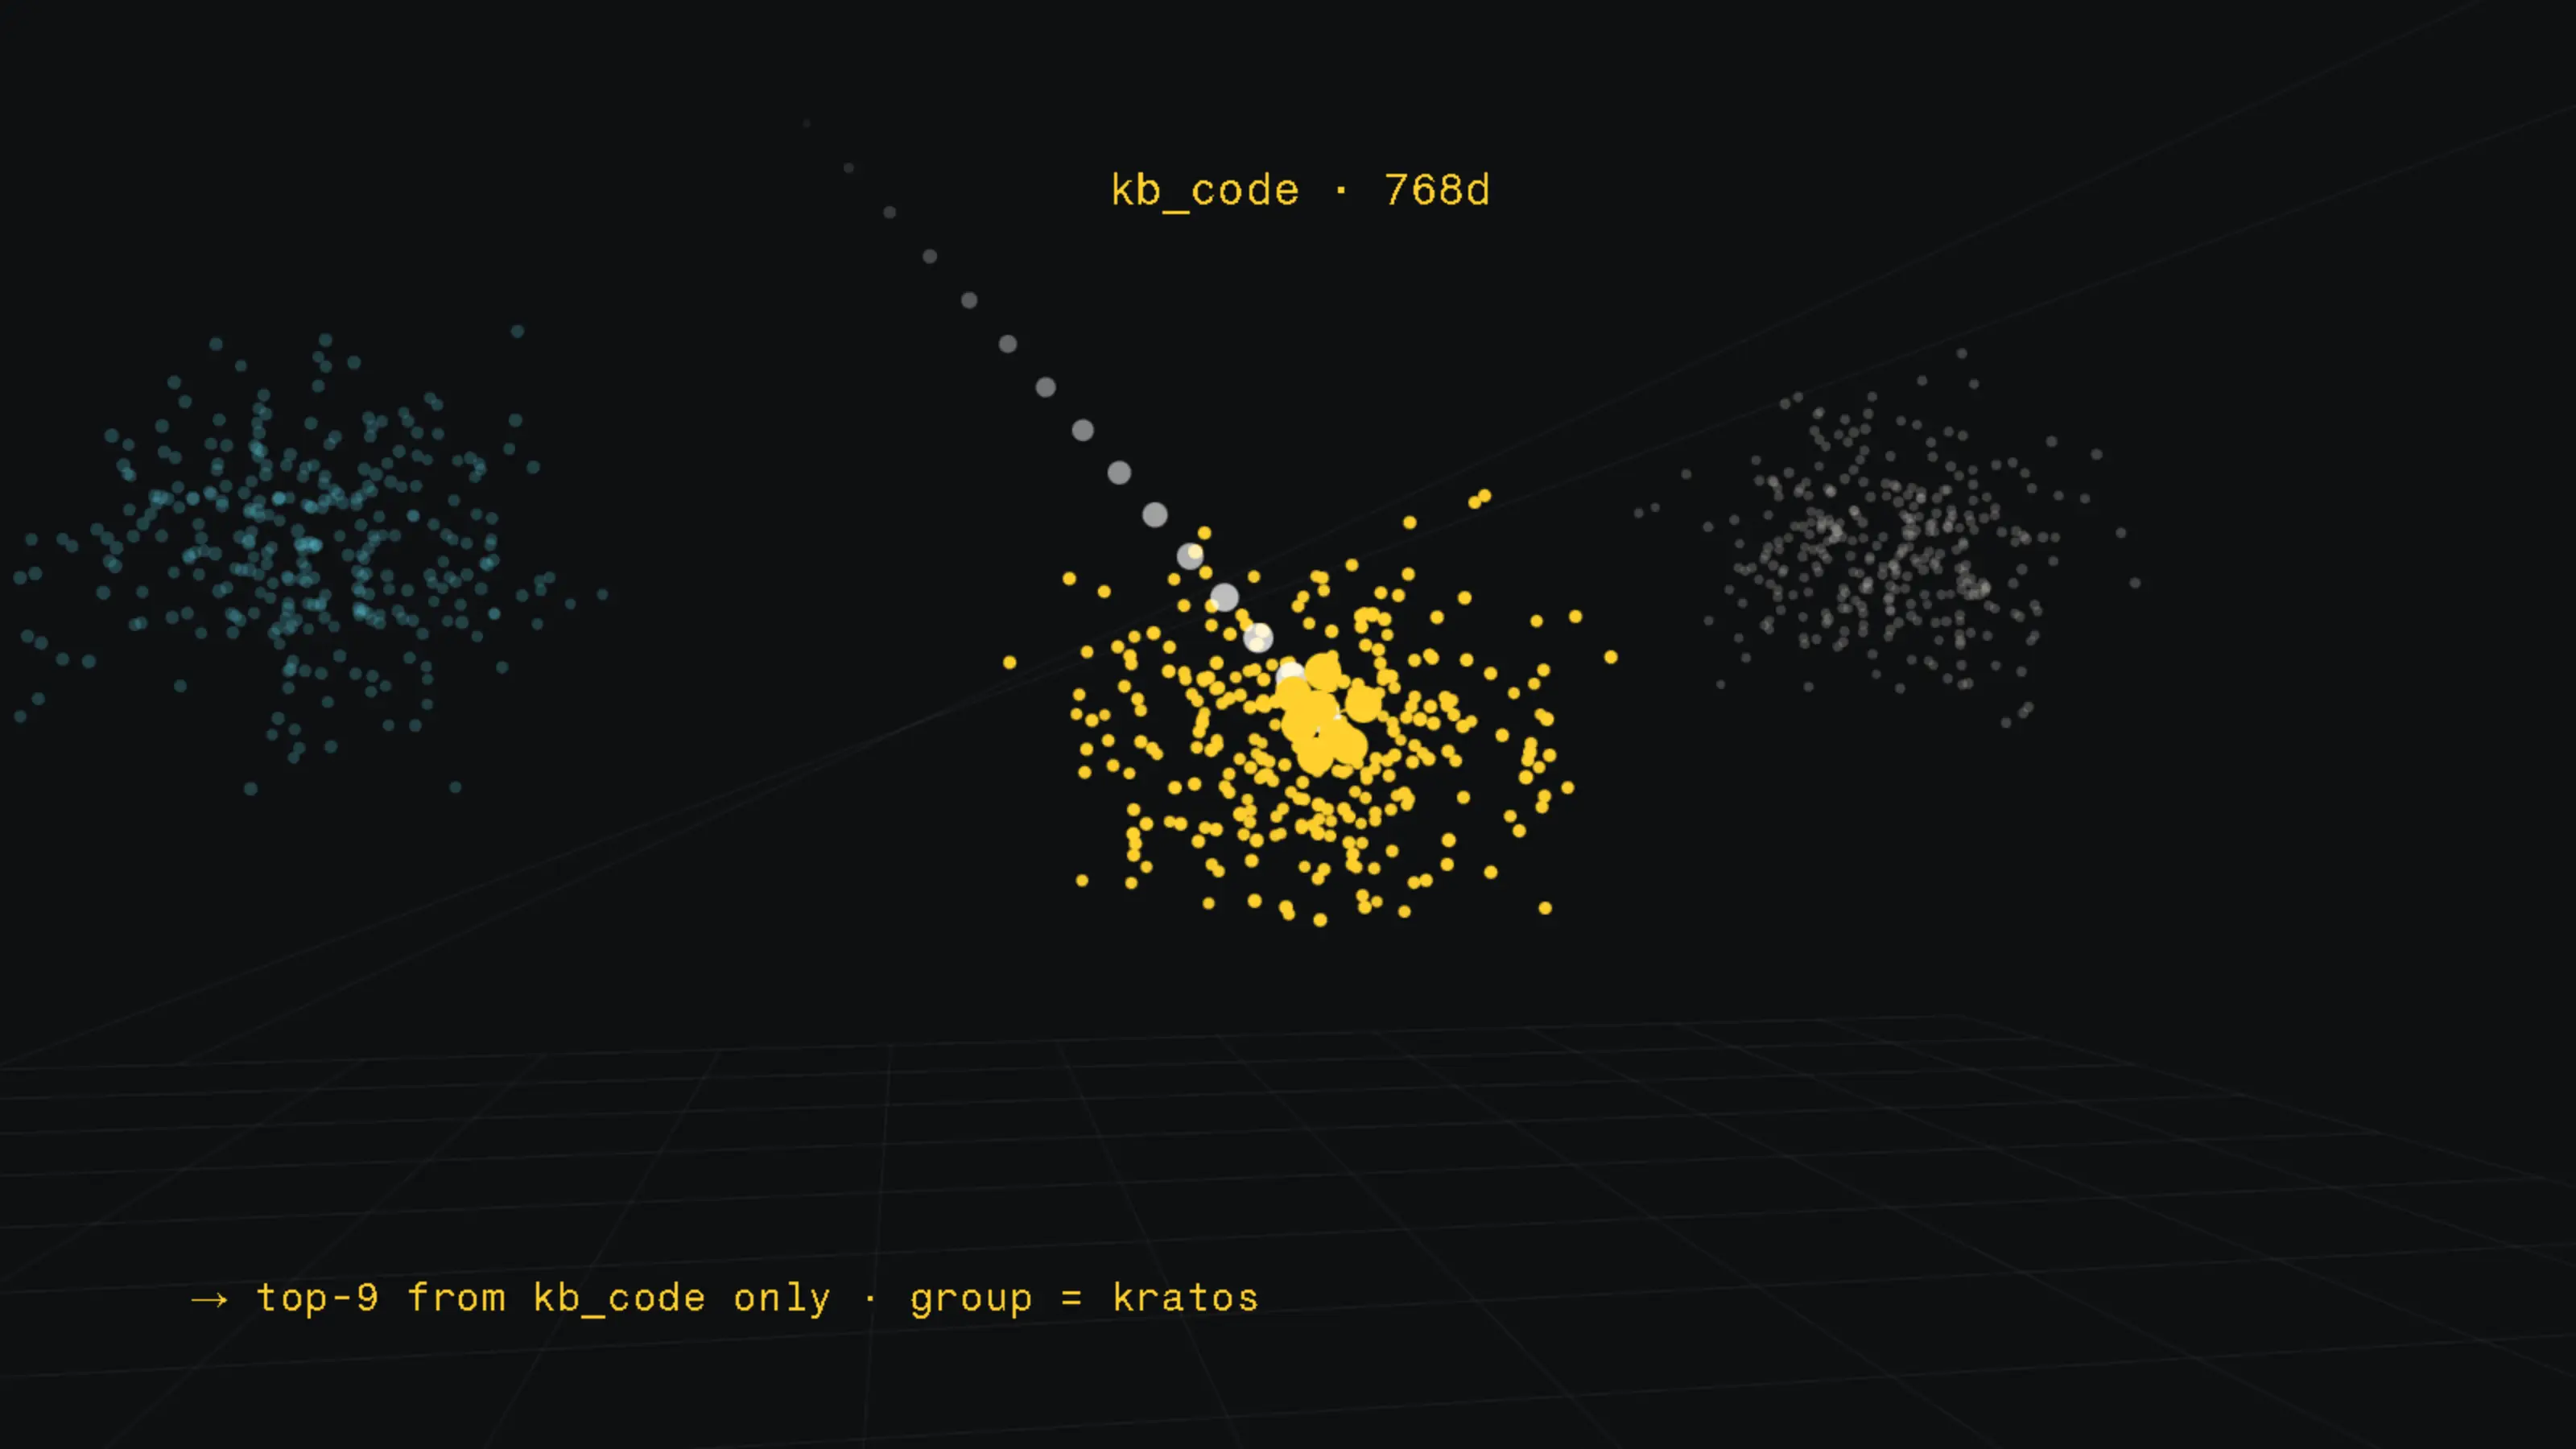 kb_code · 768d
→ top-9 from kb_code only · group = kratos